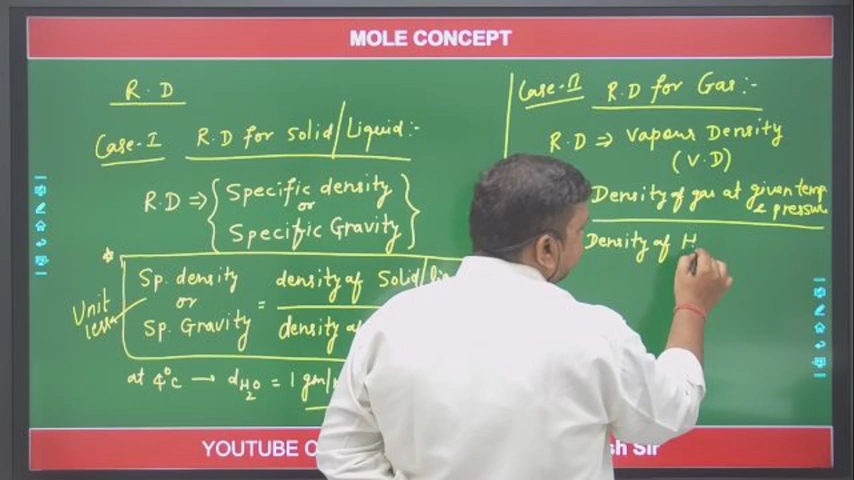 MOLE CONCEPT
R.D
Case-I R.D for Solid/Liquid:-
R.D ⇒ { Specific density
or
Specific Gravity }
Unit less
Sp. density
or
Sp. Gravity
= density of Solid/
density
at 4°C → dH2O = 1 gm/
Case-II R.D for Gas:-
R.D ⇒ Vapour Density
(V.D)
Density of gas at given temp
& pressure
Density of H
YOUTUBE
Sir